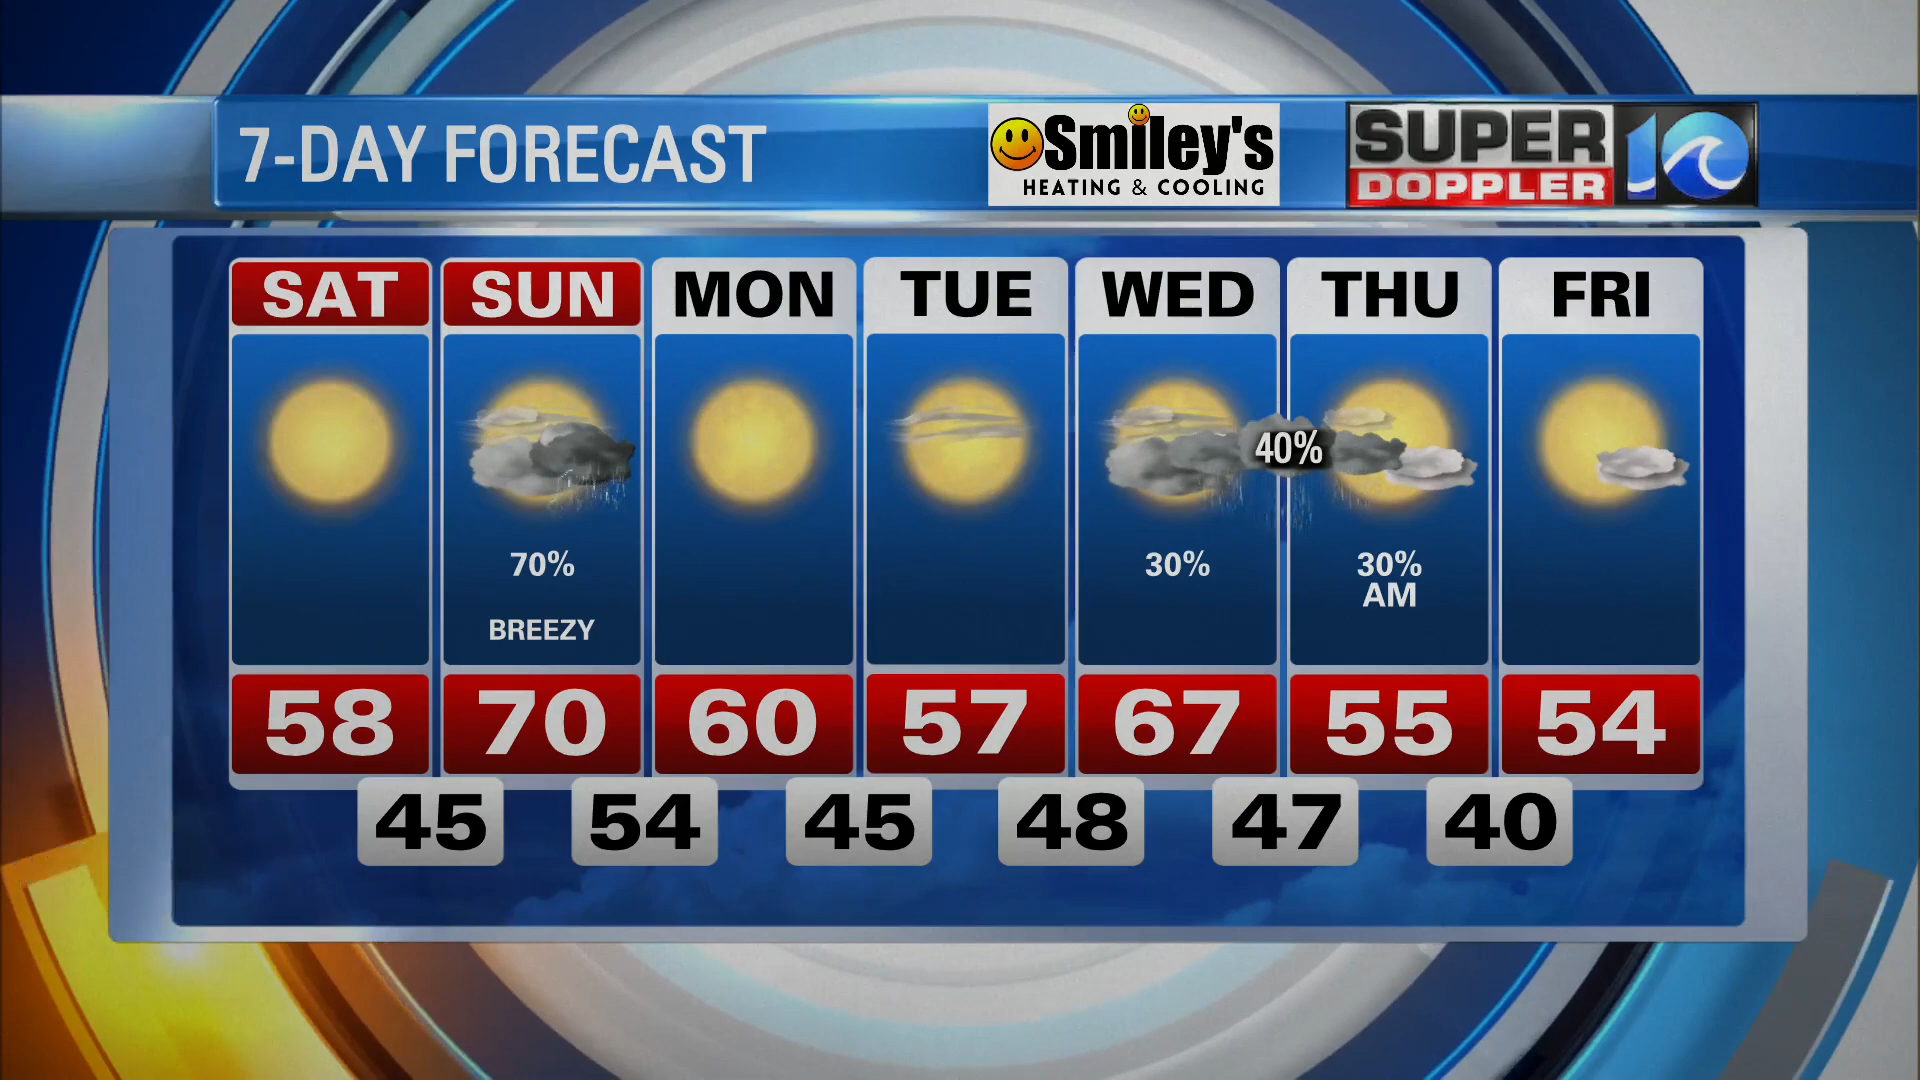 7-DAY FORECAST
Smiley's
HEATING & COOLING
SUPER
DOPPLER 10
SAT SUN MON TUE WED THU FRI
40%
70% 30% 30%
AM
BREEZY
58 70 60 57 67 55 54
45 54 45 48 47 40